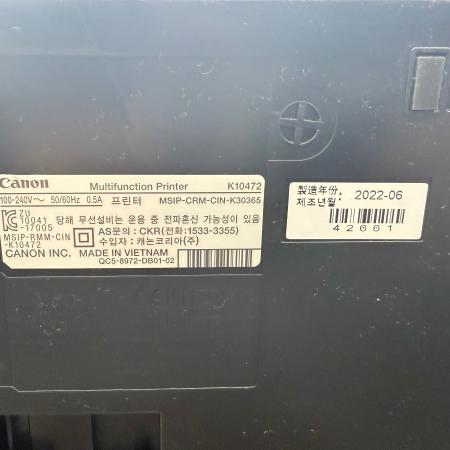 Canon Multifunction Printer K10472
100-240V~ 50/60Hz 0.5A 프린터 MSIP-CRM-CIN-K30365
ZU
10041
-17005
당해 무선설비는 운용 중 전파혼신 가능성이 있음
MSIP-RMM-CIN
-K10472
AS문의 : CKR(전화:1533-3355)
수입자 : 캐논코리아(주)
CANON INC. MADE IN VIETNAM
QC5-8972-DB01-02
製造年份.
제조년월: 2022-06
42661